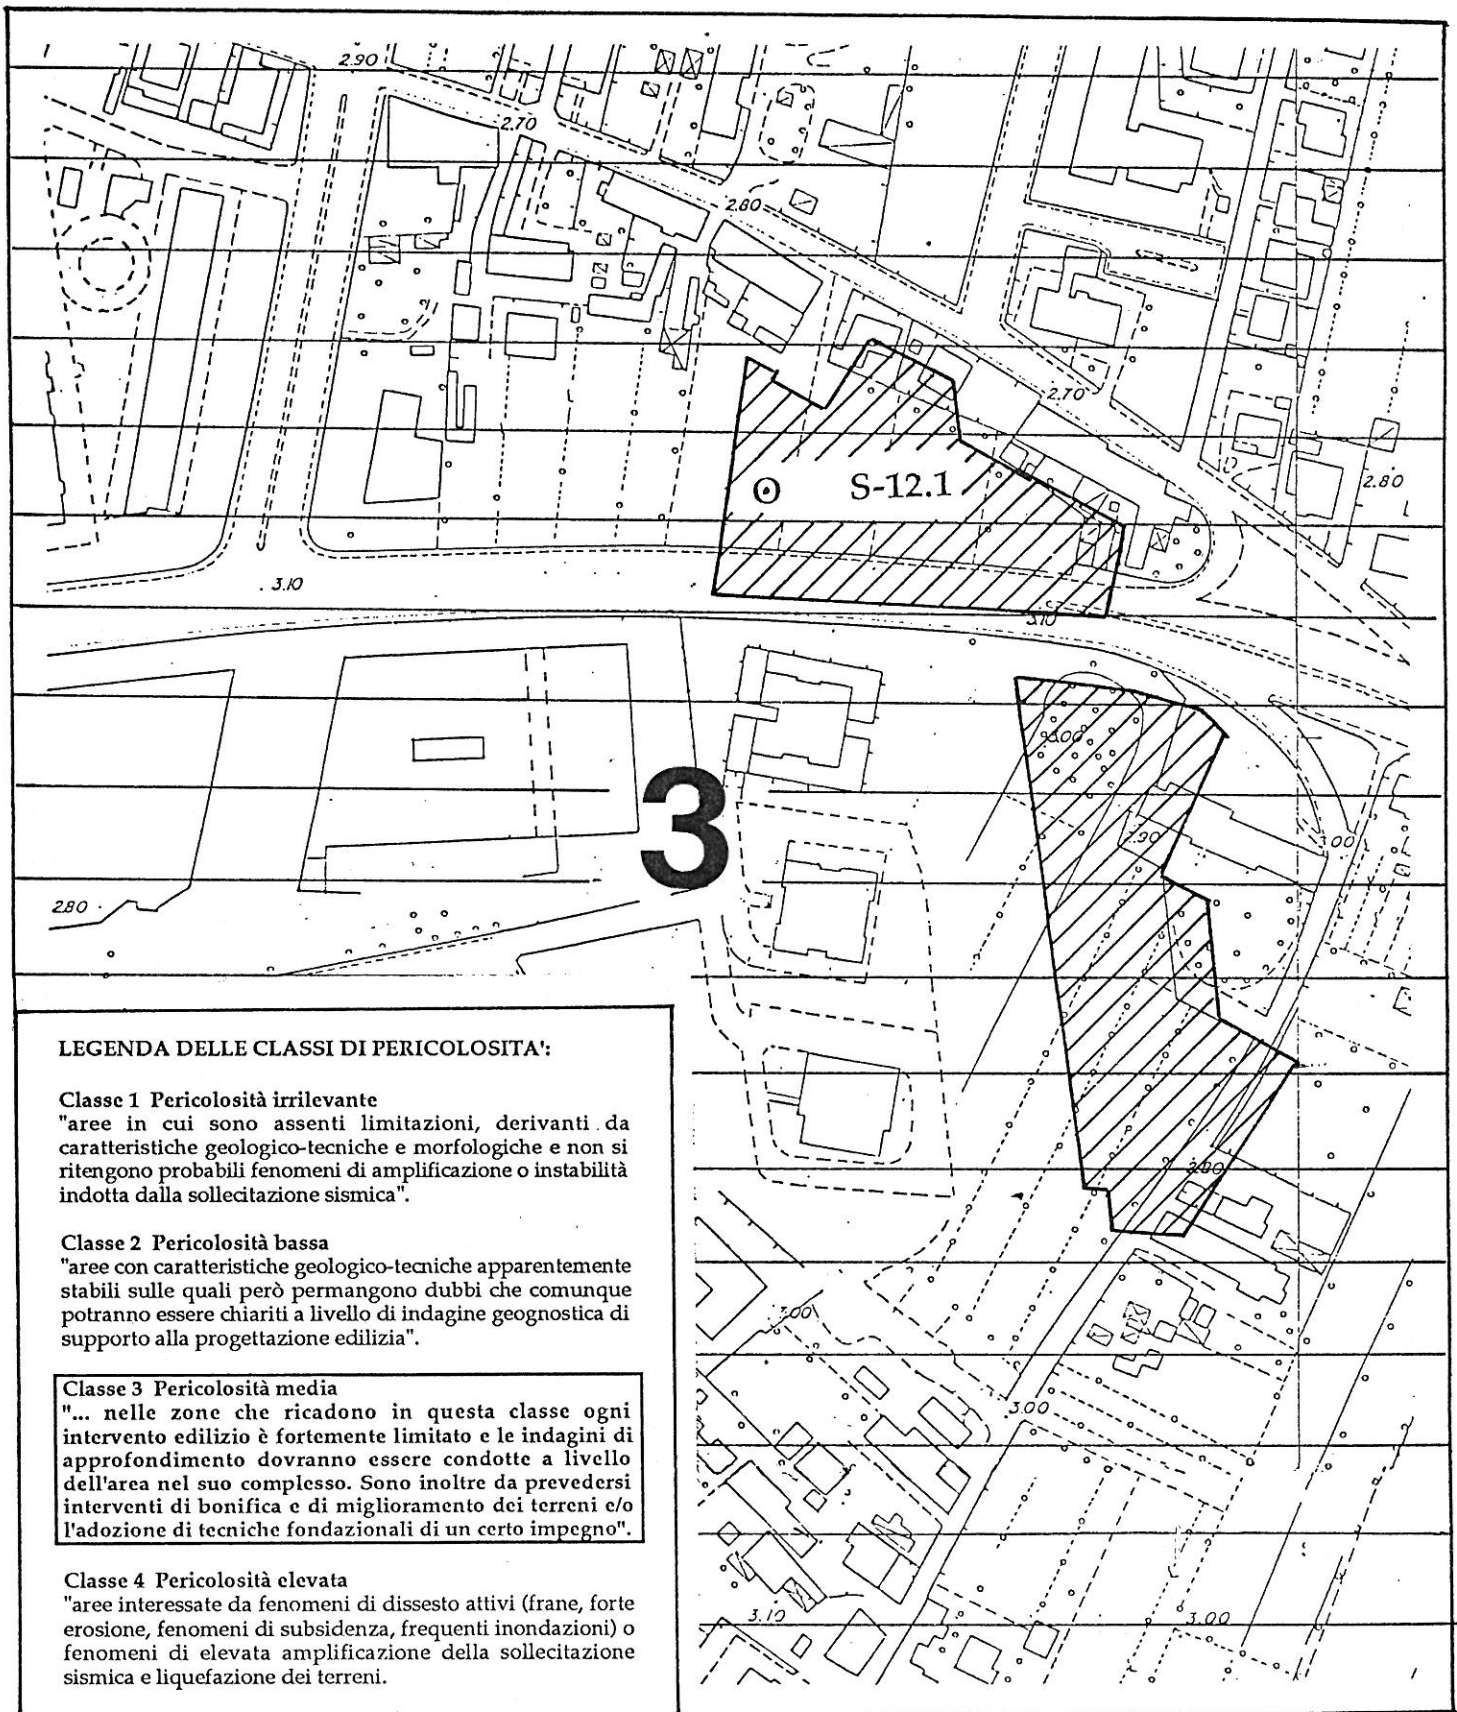 2.90
2.70
2.80
2.70
2.80
S-12.1
3.10
3.10
3.00
3
2.90
3.00
2.80
LEGENDA DELLE CLASSI DI PERICOLOSITA':
Classe 1 Pericolosità irrilevante
"aree in cui sono assenti limitazioni, derivanti da
caratteristiche geologico-tecniche e morfologiche e non si
ritengono probabili fenomeni di amplificazione o instabilità
indotta dalla sollecitazione sismica".
Classe 2 Pericolosità bassa
"aree con caratteristiche geologico-tecniche apparentemente
stabili sulle quali però permangono dubbi che comunque
potranno essere chiariti a livello di indagine geognostica di
supporto alla progettazione edilizia".
Classe 3 Pericolosità media
"... nelle zone che ricadono in questa classe ogni
intervento edilizio è fortemente limitato e le indagini di
approfondimento dovranno essere condotte a livello
dell'area nel suo complesso. Sono inoltre da prevedersi
interventi di bonifica e di miglioramento dei terreni e/o
l'adozione di tecniche fondazionali di un certo impegno".
Classe 4 Pericolosità elevata
"aree interessate da fenomeni di dissesto attivi (frane, forte
erosione, fenomeni di subsidenza, frequenti inondazioni) o
fenomeni di elevata amplificazione della sollecitazione
sismica e liquefazione dei terreni.
3.00
3.00
3.10
3.00